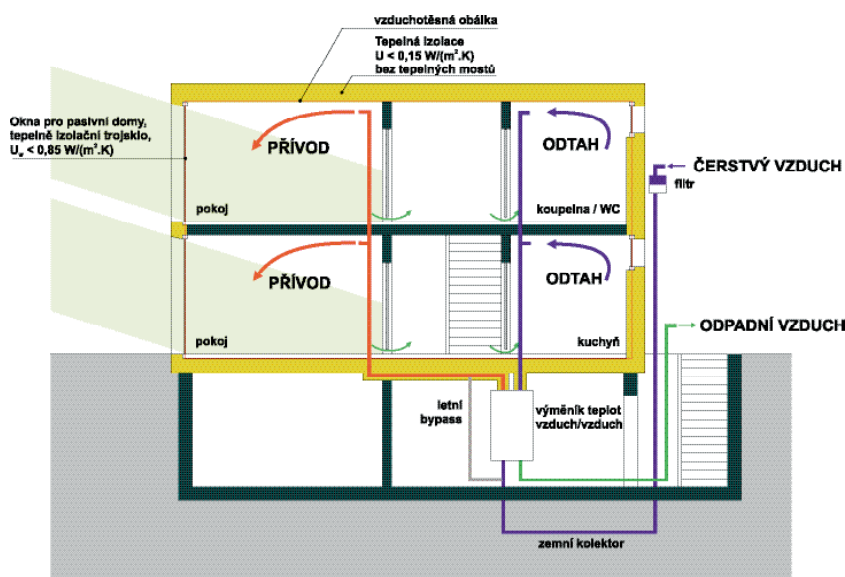 vzduchotěsná obálka
Tepelná izolace
U < 0,15 W/(m².K)
bez tepelných mostů
Okna pro pasivní domy,
tepelně izolační trojsklo,
Uw < 0,85 W/(m².K)
PŘÍVOD
ODTAH
ČERSTVÝ VZDUCH
filtr
pokoj
koupelna / WC
PŘÍVOD
ODTAH
ODPADNÍ VZDUCH
pokoj
kuchyň
letní
bypass
výměník teplot
vzduch/vzduch
zemní kolektor